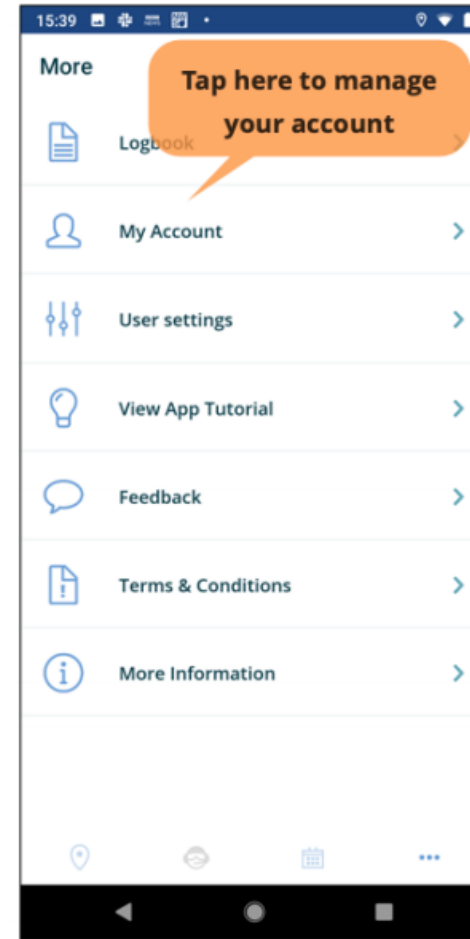 15:39
More
Tap here to manage
your account
Logbook
My Account
User settings
View App Tutorial
Feedback
Terms & Conditions
More Information